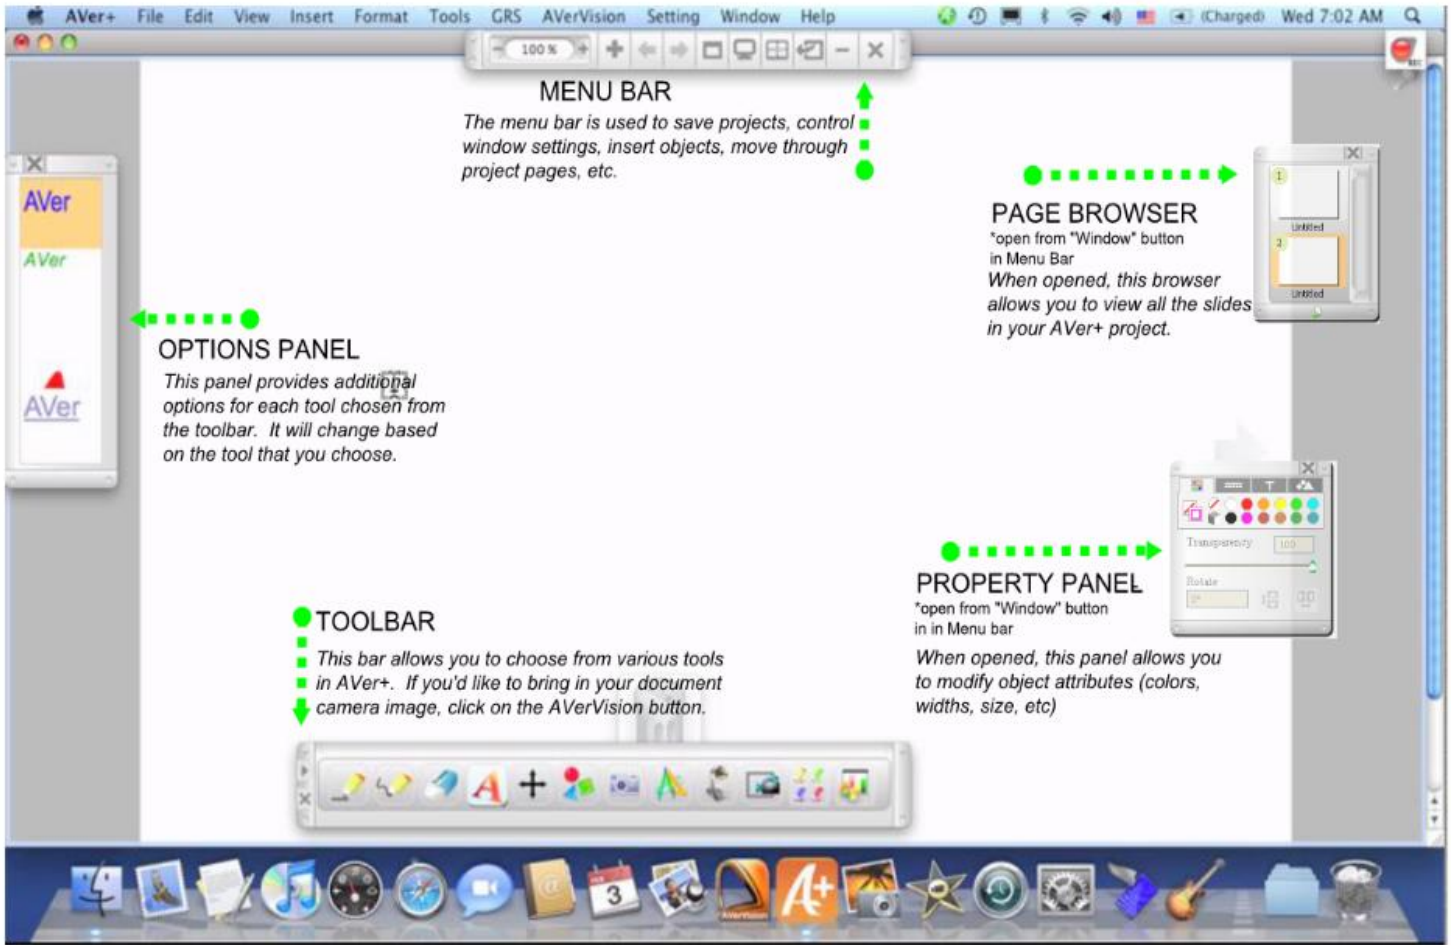 AVer+ File Edit View Insert Format Tools GRS AVerVision Setting Window Help (Charged) Wed 7:02 AM
100 %
MENU BAR
The menu bar is used to save projects, control
window settings, insert objects, move through
project pages, etc.
AVer
AVer
AVer
OPTIONS PANEL
This panel provides additional
options for each tool chosen from
the toolbar. It will change based
on the tool that you choose.
PAGE BROWSER
*open from "Window" button
in Menu Bar
When opened, this browser
allows you to view all the slides
in your AVer+ project.
1
Untitled
2
Untitled
PROPERTY PANEL
*open from "Window" button
in in Menu bar
When opened, this panel allows you
to modify object attributes (colors,
widths, size, etc)
T
Transparency 100
Rotate
TOOLBAR
This bar allows you to choose from various tools
in AVer+. If you'd like to bring in your document
camera image, click on the AVerVision button.
A
3
AVerVision
A+